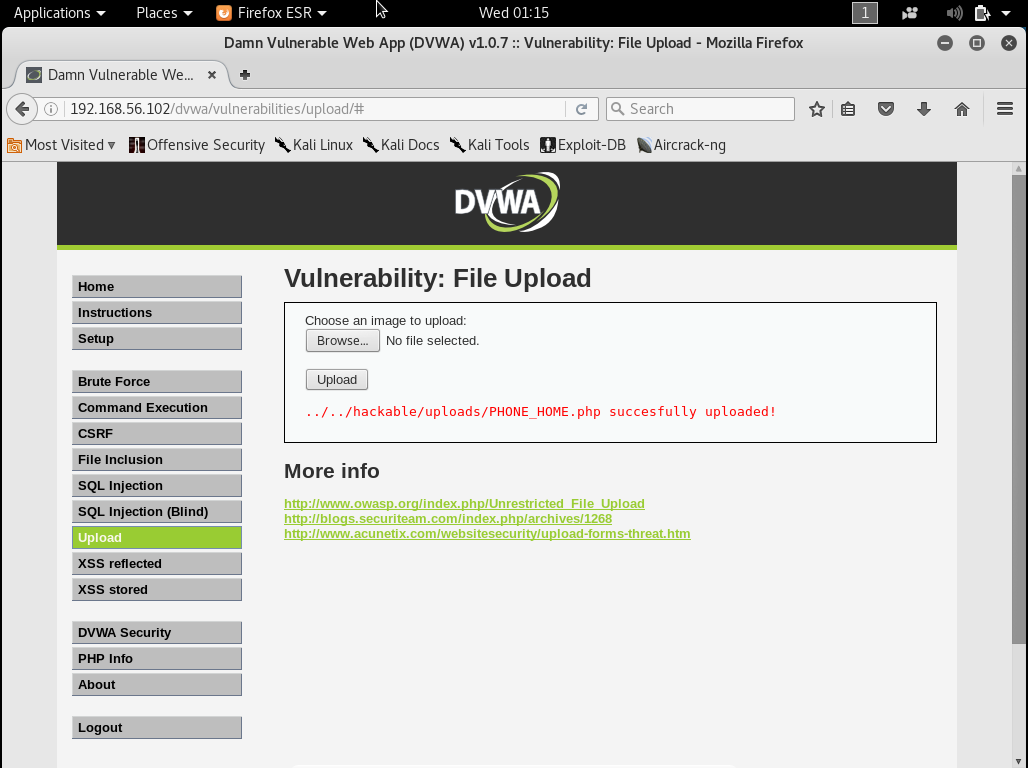 Applications Places Firefox ESR Wed 01:15 1
Damn Vulnerable Web App (DVWA) v1.0.7 :: Vulnerability: File Upload - Mozilla Firefox
Damn Vulnerable We...
192.168.56.102/dvwa/vulnerabilities/upload/# Search
Most Visited Offensive Security Kali Linux Kali Docs Kali Tools Exploit-DB Aircrack-ng
DVWA
Home
Instructions
Setup
Brute Force
Command Execution
CSRF
File Inclusion
SQL Injection
SQL Injection (Blind)
Upload
XSS reflected
XSS stored
DVWA Security
PHP Info
About
Logout
Vulnerability: File Upload
Choose an image to upload:
Browse... No file selected.
Upload
../../hackable/uploads/PHONE_HOME.php succesfully uploaded!
More info
http://www.owasp.org/index.php/Unrestricted_File_Upload
http://blogs.securiteam.com/index.php/archives/1268
http://www.acunetix.com/websitesecurity/upload-forms-threat.htm